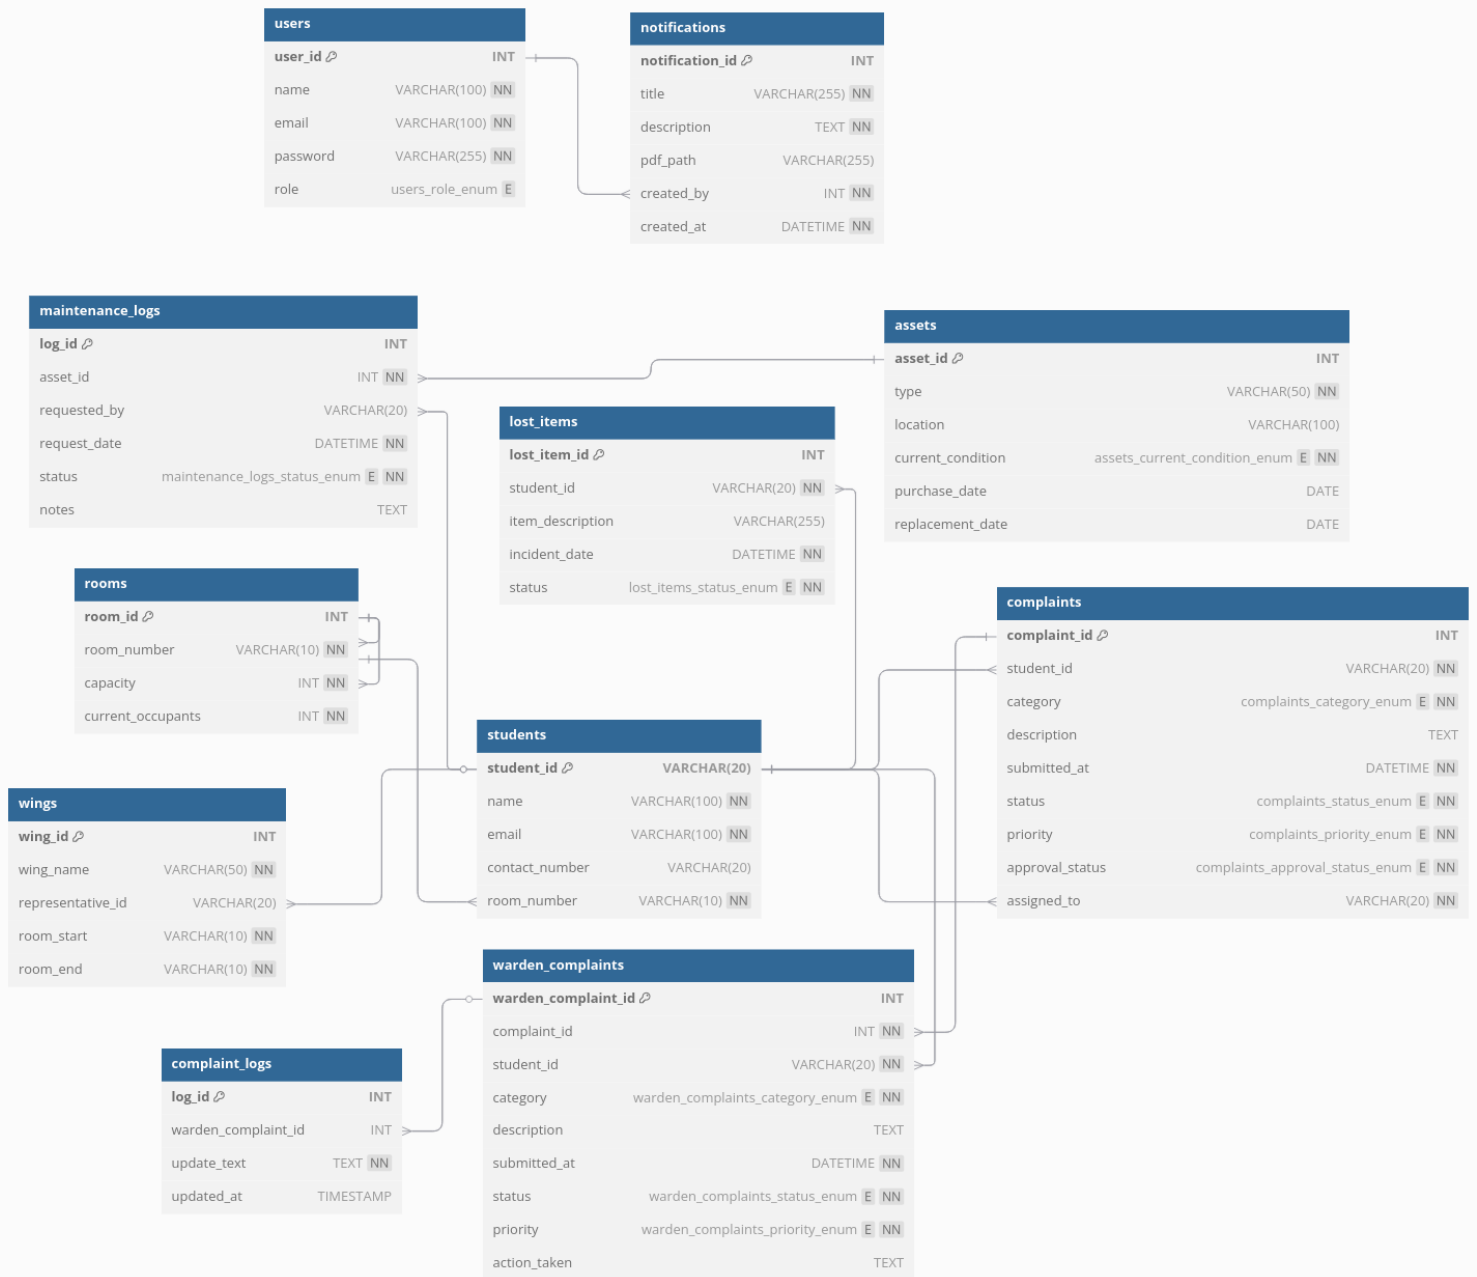 users
user_id INT
name VARCHAR(100) NN
email VARCHAR(100) NN
password VARCHAR(255) NN
role users_role_enum E
notifications
notification_id INT
title VARCHAR(255) NN
description TEXT NN
pdf_path VARCHAR(255)
created_by INT NN
created_at DATETIME NN
maintenance_logs
log_id INT
asset_id INT NN
requested_by VARCHAR(20)
request_date DATETIME NN
status maintenance_logs_status_enum E NN
notes TEXT
assets
asset_id INT
type VARCHAR(50) NN
location VARCHAR(100)
current_condition assets_current_condition_enum E NN
purchase_date DATE
replacement_date DATE
lost_items
lost_item_id INT
student_id VARCHAR(20) NN
item_description VARCHAR(255)
incident_date DATETIME NN
status lost_items_status_enum E NN
rooms
room_id INT
room_number VARCHAR(10) NN
capacity INT NN
current_occupants INT NN
complaints
complaint_id INT
student_id VARCHAR(20) NN
category complaints_category_enum E NN
description TEXT
submitted_at DATETIME NN
status complaints_status_enum E NN
priority complaints_priority_enum E NN
approval_status complaints_approval_status_enum E NN
assigned_to VARCHAR(20) NN
students
student_id VARCHAR(20)
name VARCHAR(100) NN
email VARCHAR(100) NN
contact_number VARCHAR(20)
room_number VARCHAR(10) NN
wings
wing_id INT
wing_name VARCHAR(50) NN
representative_id VARCHAR(20)
room_start VARCHAR(10) NN
room_end VARCHAR(10) NN
warden_complaints
warden_complaint_id INT
complaint_id INT NN
student_id VARCHAR(20) NN
category warden_complaints_category_enum E NN
description TEXT
submitted_at DATETIME NN
status warden_complaints_status_enum E NN
priority warden_complaints_priority_enum E NN
action_taken TEXT
complaint_logs
log_id INT
warden_complaint_id INT
update_text TEXT NN
updated_at TIMESTAMP